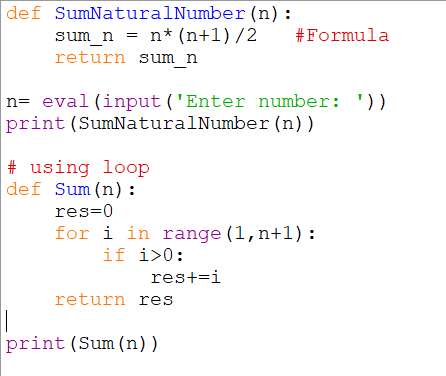 def SumNaturalNumber(n):
    sum_n = n*(n+1)/2   #Formula
    return sum_n

n= eval(input('Enter number: '))
print(SumNaturalNumber(n))

# using loop
def Sum(n):
    res=0
    for i in range(1,n+1):
        if i>0:
            res+=i
    return res

print(Sum(n))